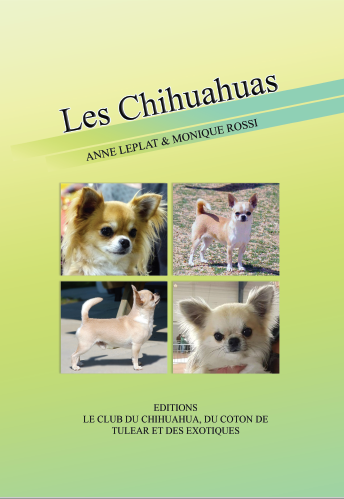 Les Chihuahuas
ANNE LEPLAT & MONIQUE ROSSI
EDITIONS
LE CLUB DU CHIHUAHUA, DU COTON DE
TULEAR ET DES EXOTIQUES